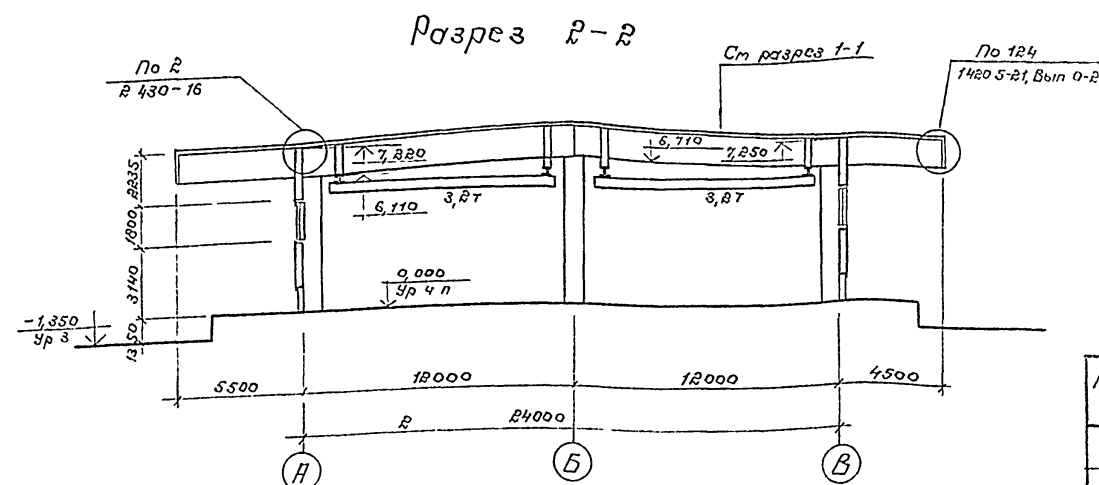 Разрез 2-2
По 2
2 430-16
См разрез 1-1
По 124
1420 5-21, Вып 0-2
7,220
6,710
7,250
3,2т
3,2т
6,110
2235
1800
3140
1350
0,000
Ур ч п
-1,350
Ур З
5500
12000
12000
4500
2
24000
А
Б
В